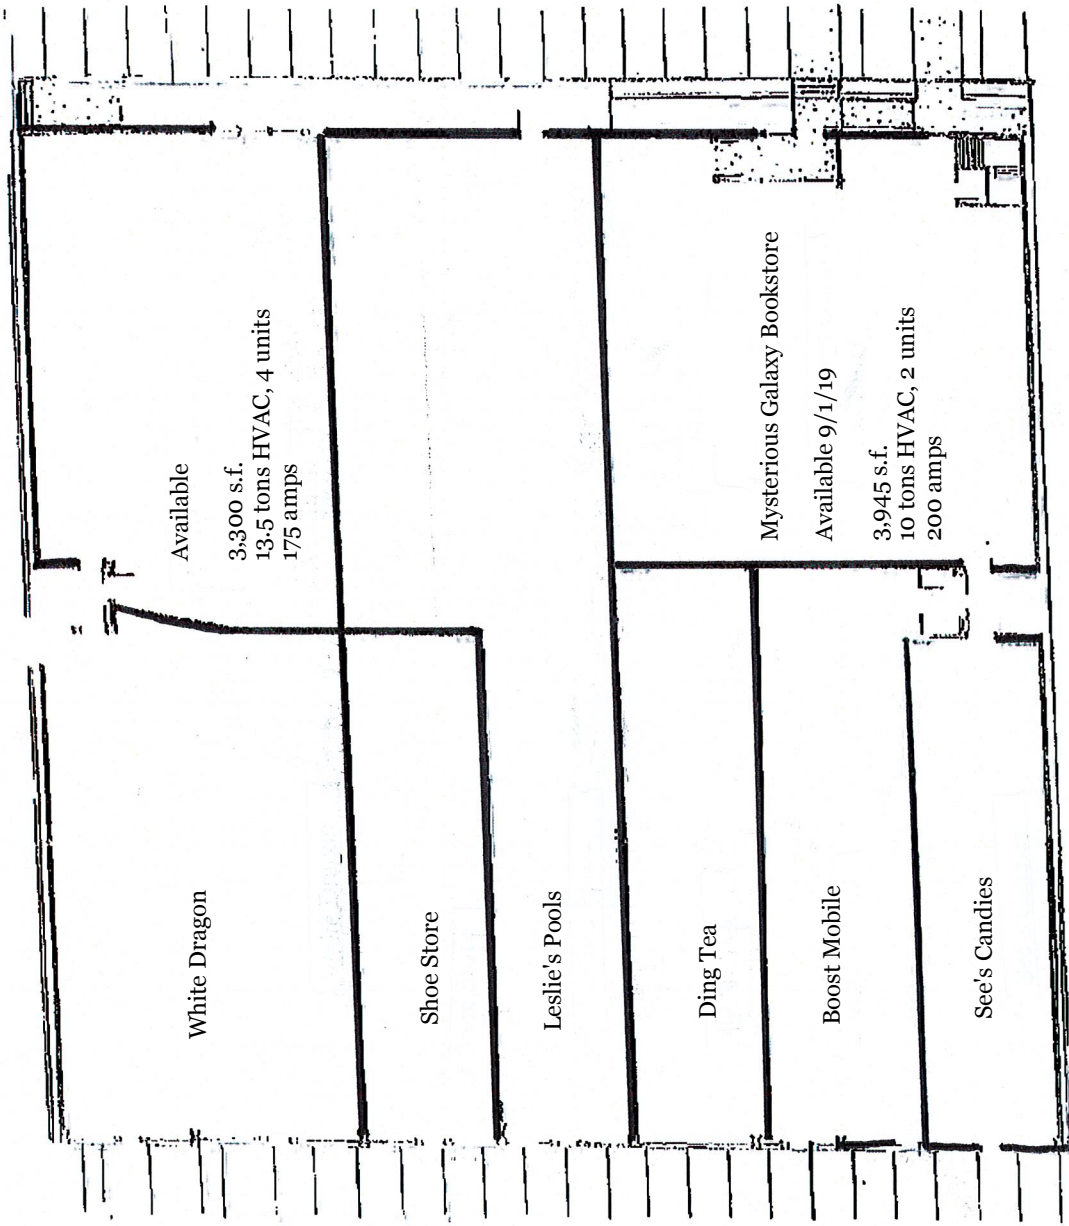 White Dragon
Available
3,300 s.f.
13.5 tons HVAC, 4 units
175 amps
Shoe Store
Leslie's Pools
Ding Tea
Mysterious Galaxy Bookstore
Available 9/1/19
3,945 s.f.
10 tons HVAC, 2 units
200 amps
Boost Mobile
See's Candies